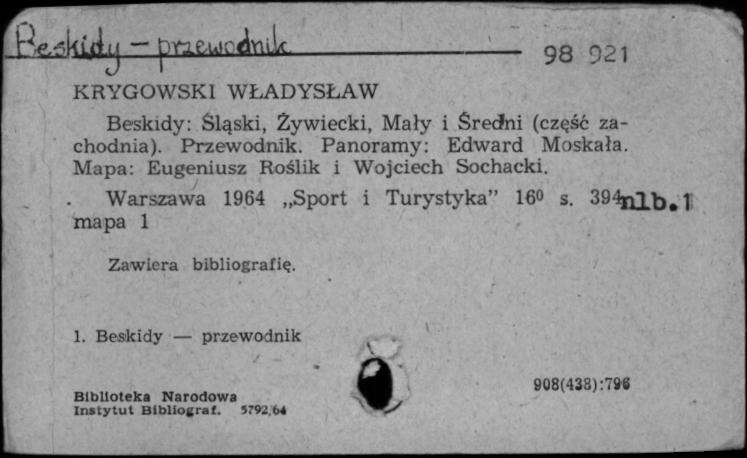 Beskidy – przewodnik 98 921
KRYGOWSKI WŁADYSŁAW
Beskidy: Śląski, Żywiecki, Mały i Średni (część za-
chodnia). Przewodnik. Panoramy: Edward Moskała.
Mapa: Eugeniusz Roślik i Wojciech Sochacki.
Warszawa 1964 „Sport i Turystyka” 16⁰ s. 394 nlb.1
mapa 1
Zawiera bibliografię.
1. Beskidy — przewodnik
908(438):796
Biblioteka Narodowa
Instytut Bibliograf. 5792/64